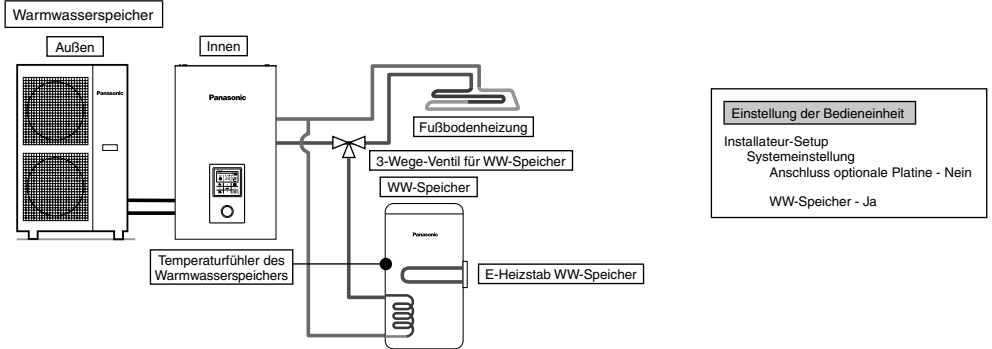 Warmwasserspeicher
Außen
Innen
Panasonic
Panasonic
Fußbodenheizung
3-Wege-Ventil für WW-Speicher
WW-Speicher
Panasonic
Temperaturfühler des
Warmwasserspeichers
E-Heizstab WW-Speicher
Einstellung der Bedieneinheit
Installateur-Setup
Systemeinstellung
Anschluss optionale Platine - Nein
WW-Speicher - Ja